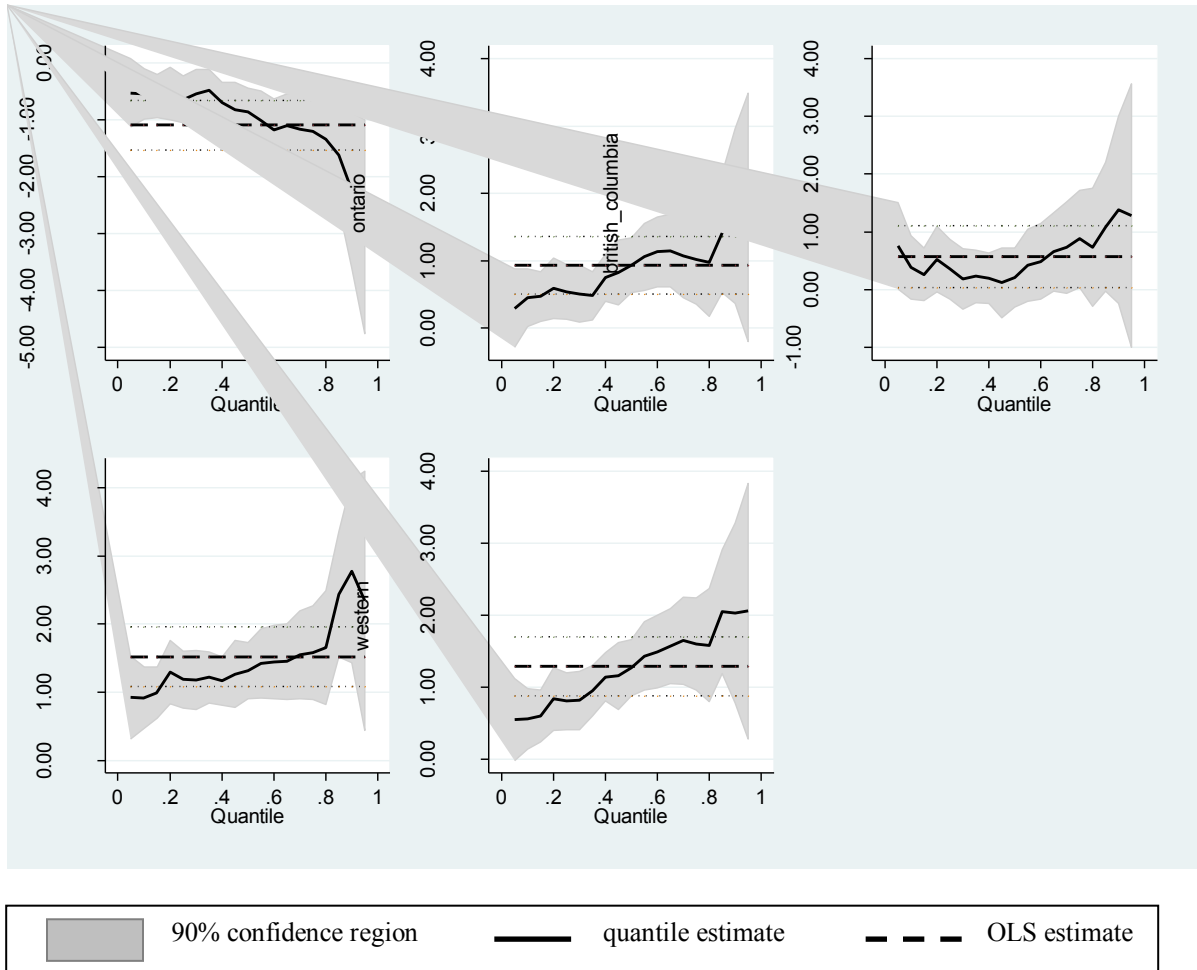 0.00
-1.00
-2.00
-3.00
-4.00
-5.00
0 .2 .4 .8 1
Quantile
ontario
4.00
2.00
1.00
0.00
0 .2 .4 .6 .8 1
Quantile
british_columbia
4.00
3.00
2.00
1.00
0.00
-1.00
0 .2 .4 .6 .8 1
Quantile
4.00
3.00
2.00
1.00
0.00
0 .2 .4 .6 .8 1
Quantile
western
4.00
3.00
2.00
1.00
0.00
0 .2 .4 .6 .8 1
Quantile
90% confidence region quantile estimate OLS estimate